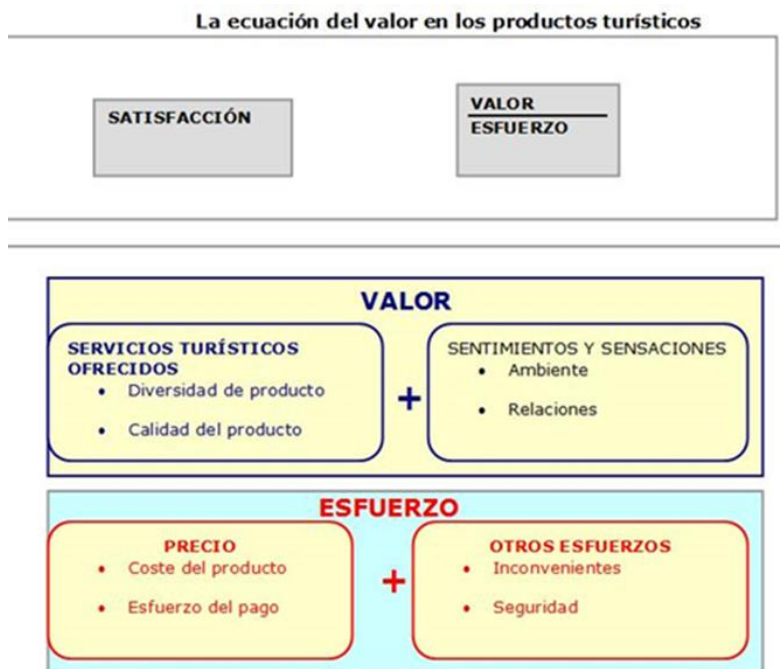 La ecuación del valor en los productos turísticos
SATISFACCIÓN
VALOR
ESFUERZO
VALOR
SERVICIOS TURÍSTICOS
OFRECIDOS
• Diversidad de producto
• Calidad del producto
+
SENTIMIENTOS Y SENSACIONES
• Ambiente
• Relaciones
ESFUERZO
PRECIO
• Coste del producto
• Esfuerzo del pago
+
OTROS ESFUERZOS
• Inconvenientes
• Seguridad